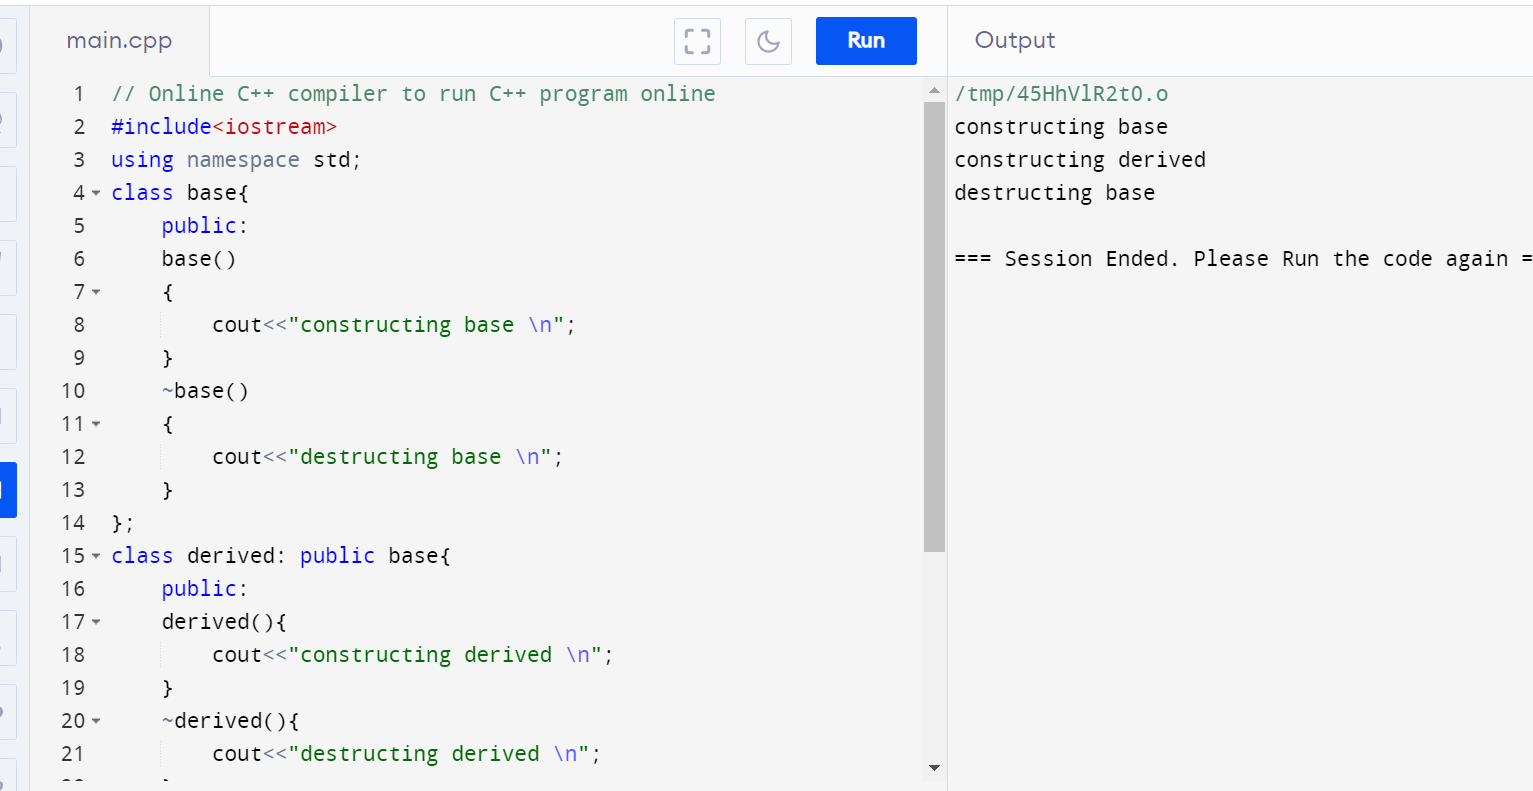 main.cpp
Run
Output
1 // Online C++ compiler to run C++ program online
2 #include<iostream>
3 using namespace std;
4 class base{
5 public:
6 base()
7 {
8 cout<<"constructing base \n";
9 }
10 ~base()
11 {
12 cout<<"destructing base \n";
13 }
14 };
15 class derived: public base{
16 public:
17 derived(){
18 cout<<"constructing derived \n";
19 }
20 ~derived(){
21 cout<<"destructing derived \n";
/tmp/45HhVlR2tO.o
constructing base
constructing derived
destructing base
=== Session Ended. Please Run the code again =